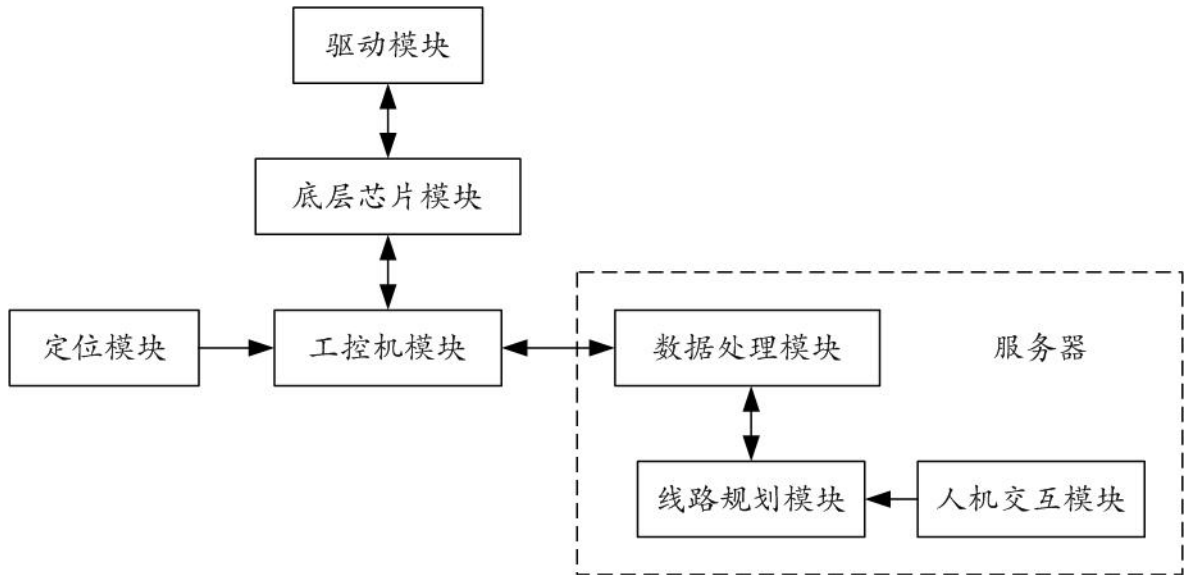 驱动模块
底层芯片模块
定位模块
工控机模块
数据处理模块
服务器
线路规划模块
人机交互模块